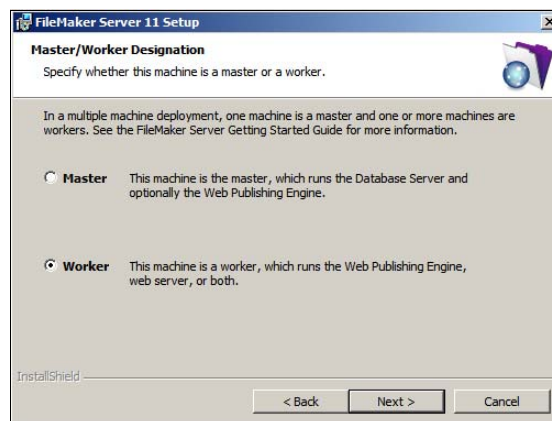 FileMaker Server 11 Setup
Master/Worker Designation
Specify whether this machine is a master or a worker.
In a multiple machine deployment, one machine is a master and one or more machines are
workers. See the FileMaker Server Getting Started Guide for more information.
Master This machine is the master, which runs the Database Server and
optionally the Web Publishing Engine.
Worker This machine is a worker, which runs the Web Publishing Engine,
web server, or both.
InstallShield
< Back Next > Cancel